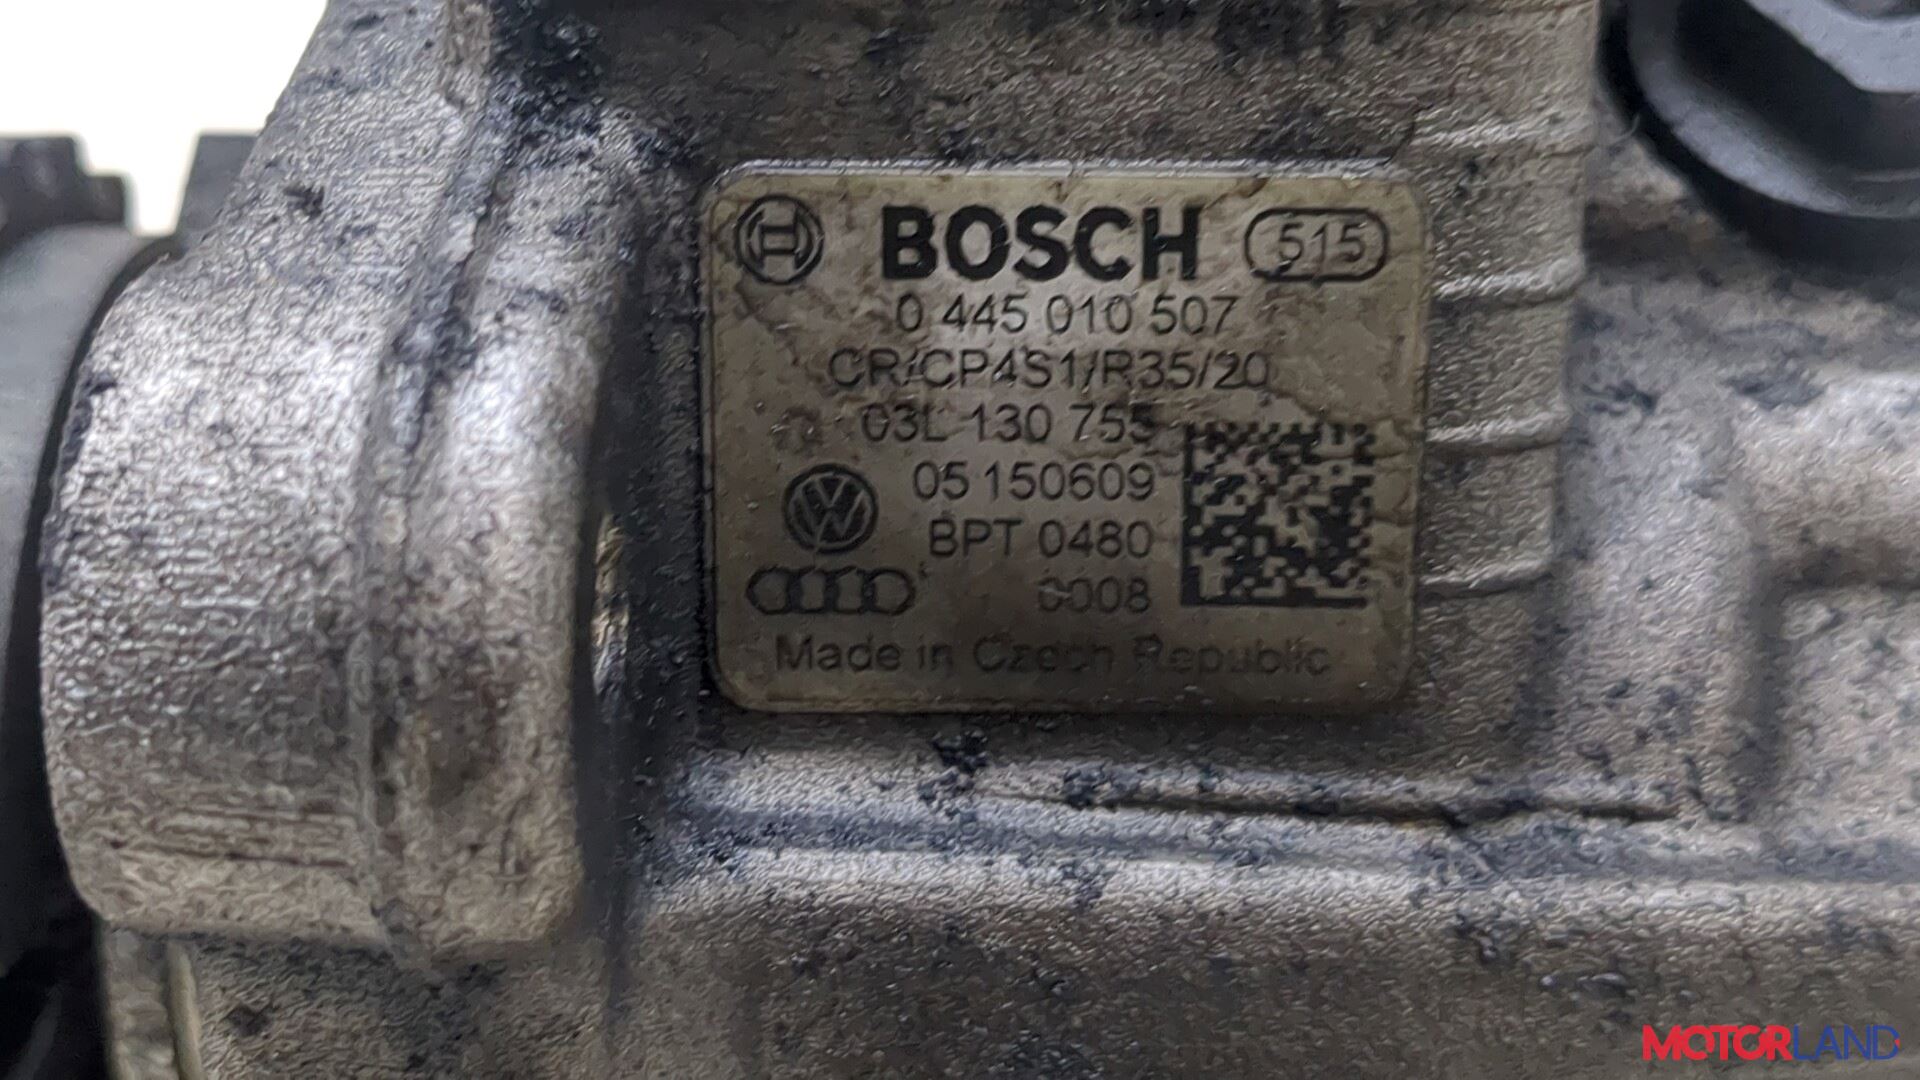 BOSCH 515
0 445 010 507
CR/CP4S1/R35/20
03L 130 755
05 150609
BPT 0480
0008
Made in Czech Republic
MOTORLAND